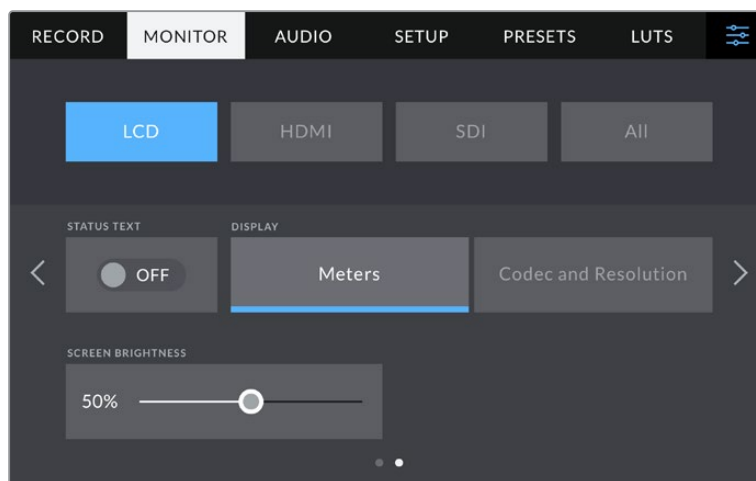 RECORD MONITOR AUDIO SETUP PRESETS LUTS
LCD HDMI SDI All
STATUS TEXT DISPLAY
OFF Meters Codec and Resolution
SCREEN BRIGHTNESS
50%